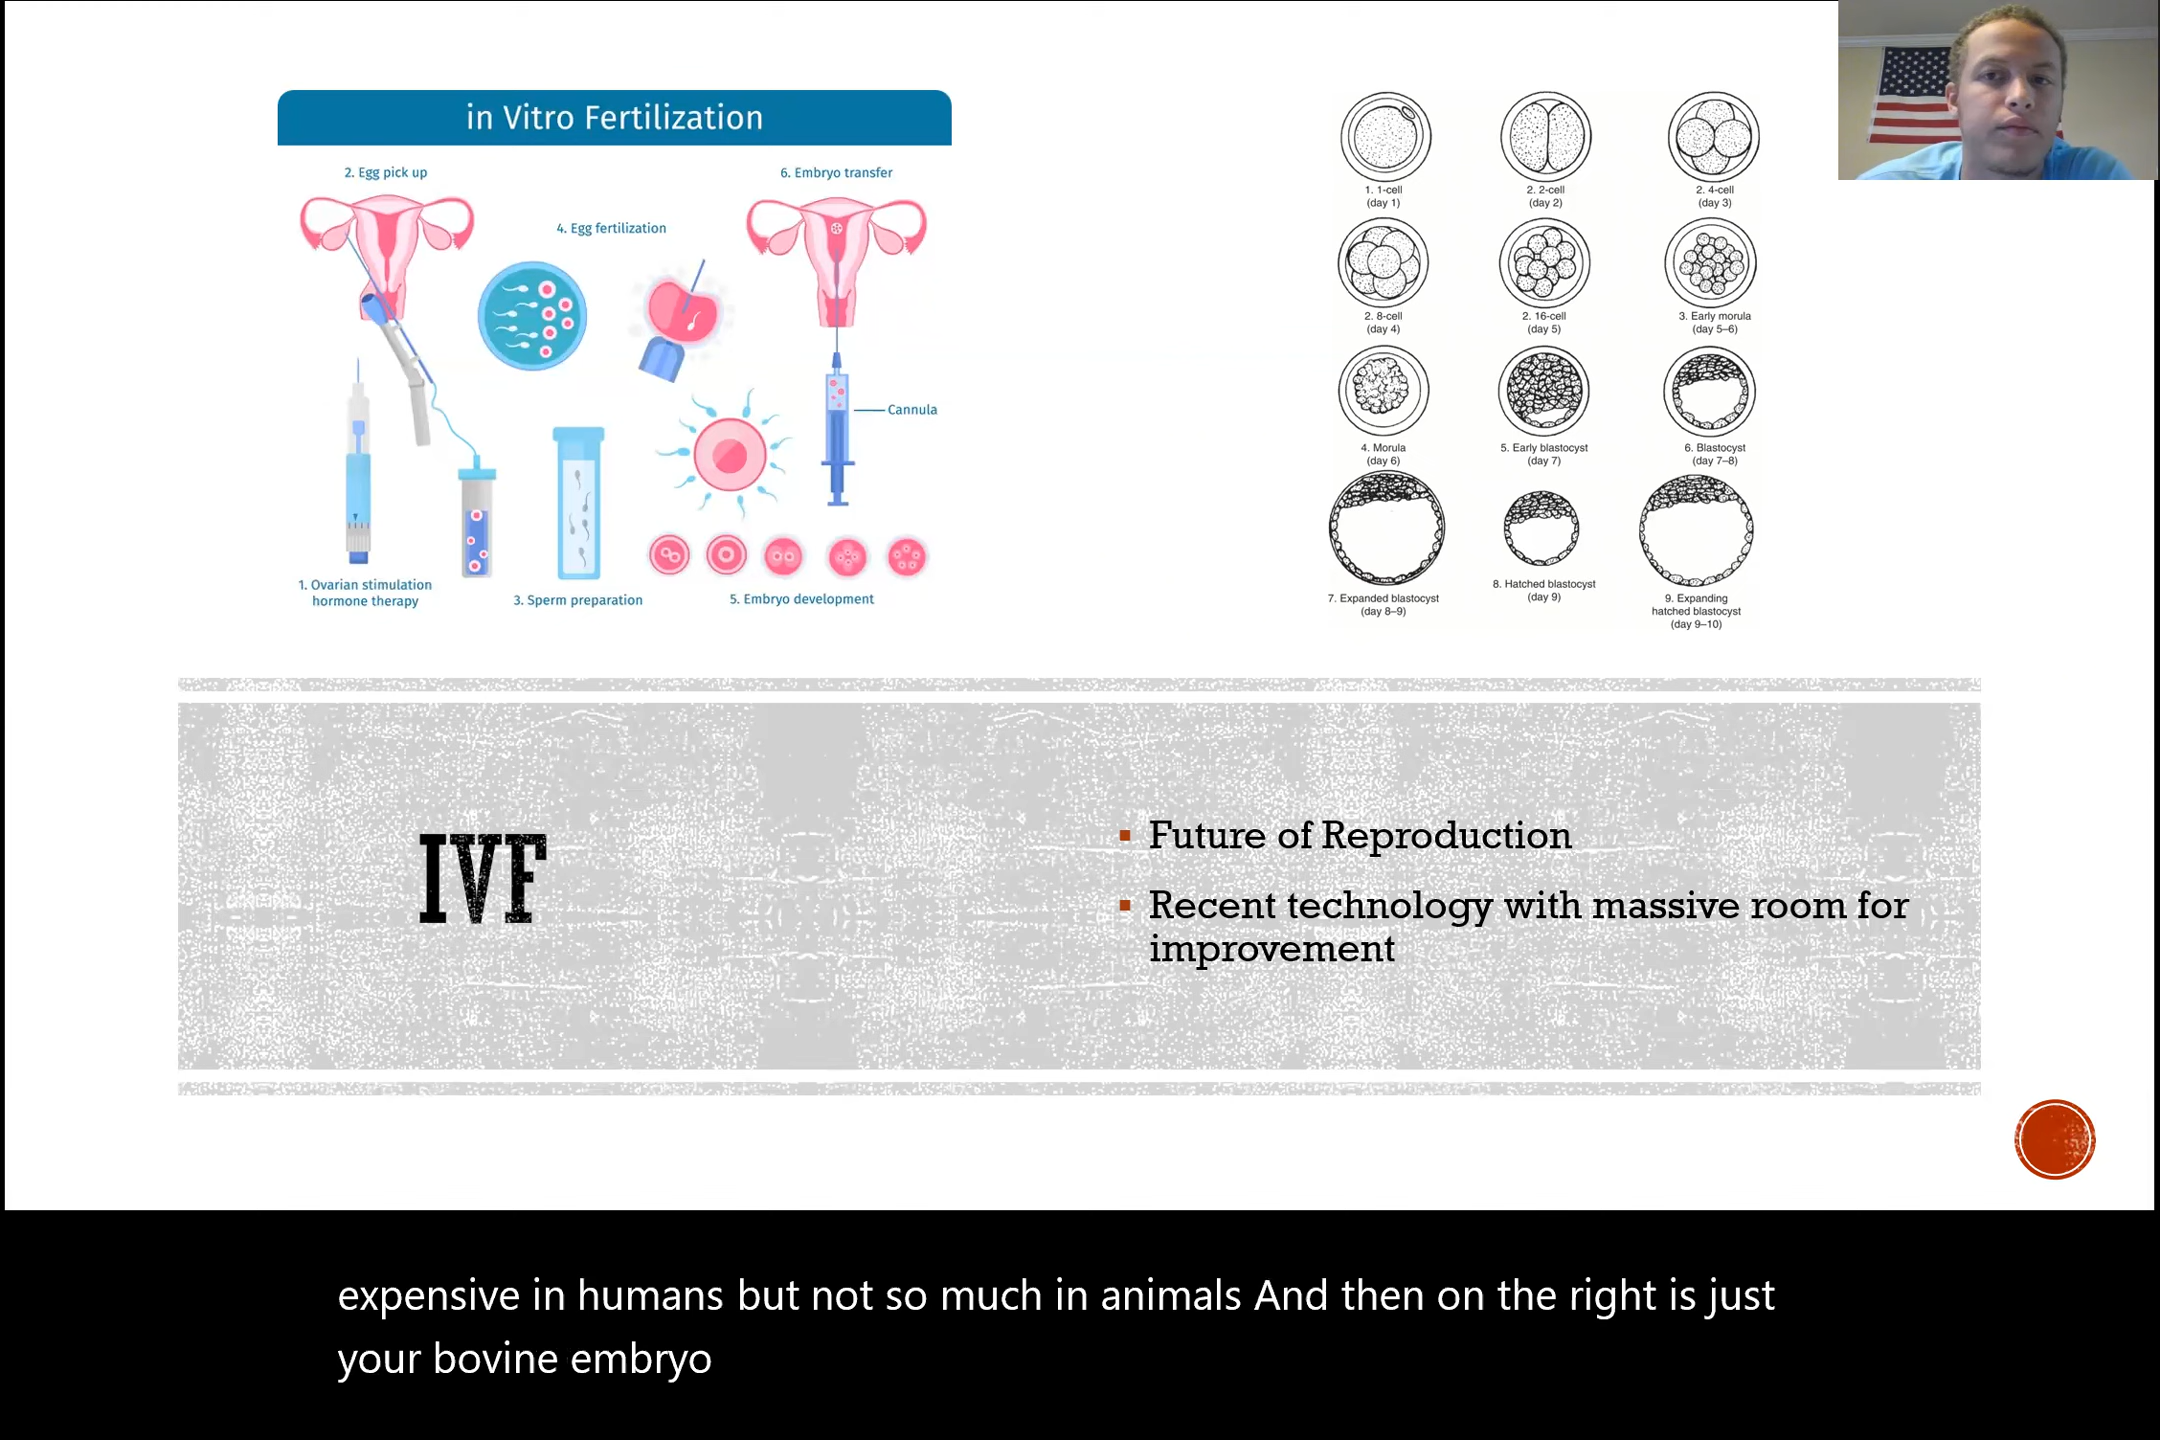 in Vitro Fertilization
2. Egg pick up
6. Embryo transfer
4. Egg fertilization
Cannula
1. Ovarian stimulation
hormone therapy
3. Sperm preparation
5. Embryo development
1. 1-cell
(day 1)
2. 2-cell
(day 2)
2. 4-cell
(day 3)
2. 8-cell
(day 4)
2. 16-cell
(day 5)
3. Early morula
(day 5–6)
4. Morula
(day 6)
5. Early blastocyst
(day 7)
6. Blastocyst
(day 7–8)
7. Expanded blastocyst
(day 8–9)
8. Hatched blastocyst
(day 9)
9. Expanding
hatched blastocyst
(day 9–10)
IVF
▪ Future of Reproduction
▪ Recent technology with massive room for
improvement
expensive in humans but not so much in animals And then on the right is just
your bovine embryo